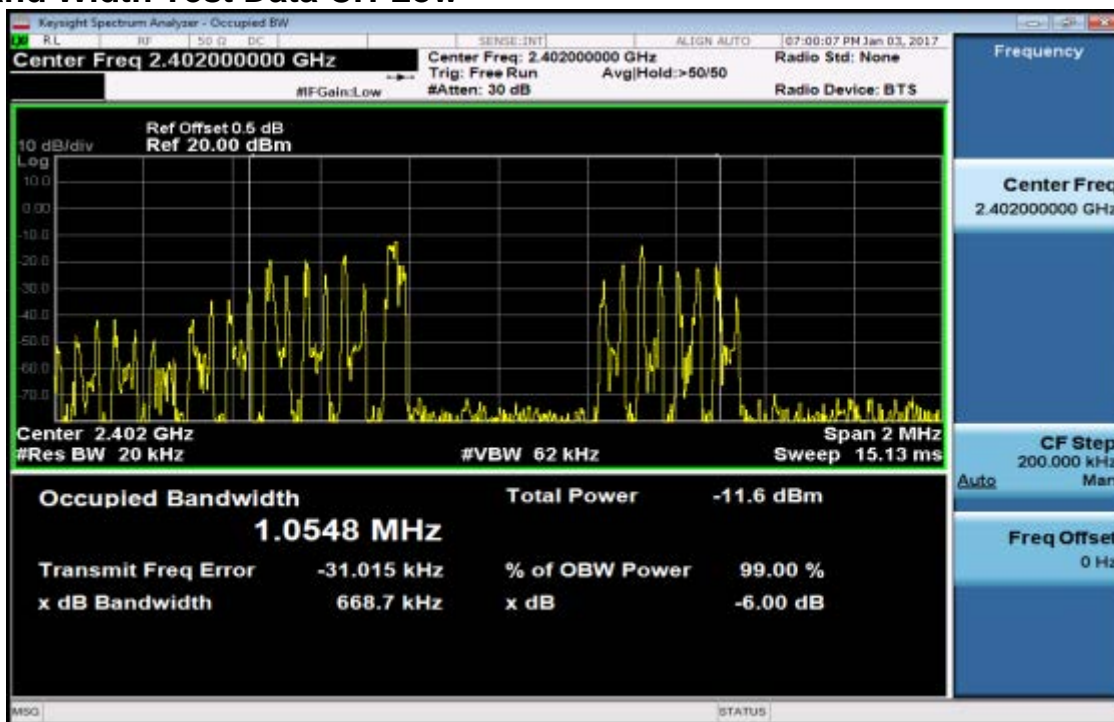 Keysight Spectrum Analyzer - Occupied BW
RL RF 50 Ω DC SENSE:INT ALIGN AUTO 07:00:07 PM Jan 03, 2017
Center Freq 2.402000000 GHz
Center Freq: 2.402000000 GHz
Radio Std: None
Trig: Free Run Avg|Hold:>50/50
#IFGain:Low
#Atten: 30 dB
Radio Device: BTS
Ref Offset 0.5 dB
10 dB/div Ref 20.00 dBm
Log
10.0
0.00
-10.0
-20.0
-30.0
-40.0
-50.0
-60.0
-70.0
Center 2.402 GHz Span 2 MHz
#Res BW 20 kHz #VBW 62 kHz Sweep 15.13 ms
Occupied Bandwidth
1.0548 MHz
Total Power -11.6 dBm
Transmit Freq Error -31.015 kHz % of OBW Power 99.00 %
x dB Bandwidth 668.7 kHz x dB -6.00 dB
MSG STATUS
Frequency
Center Freq
2.402000000 GHz
CF Step
200.000 kHz
Auto Man
Freq Offset
0 Hz